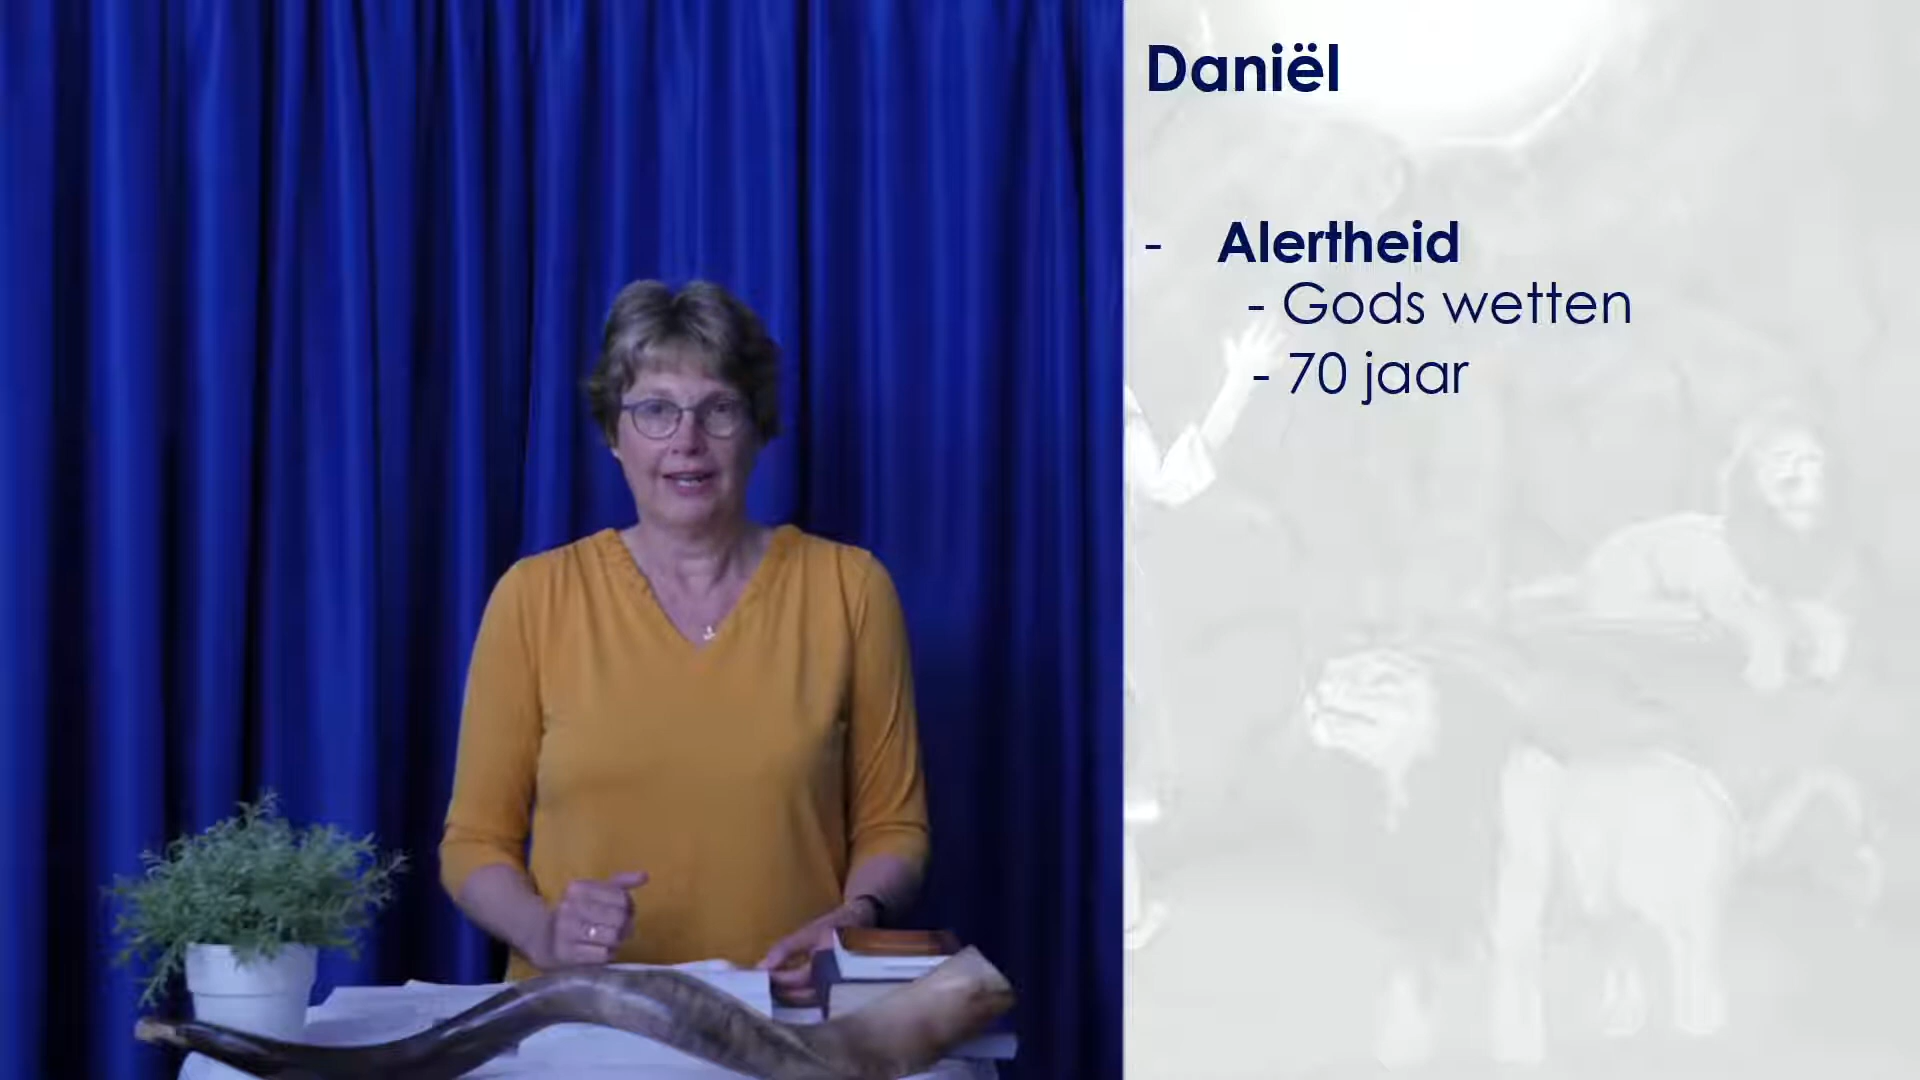 Daniël
- Alertheid
- Gods wetten
- 70 jaar